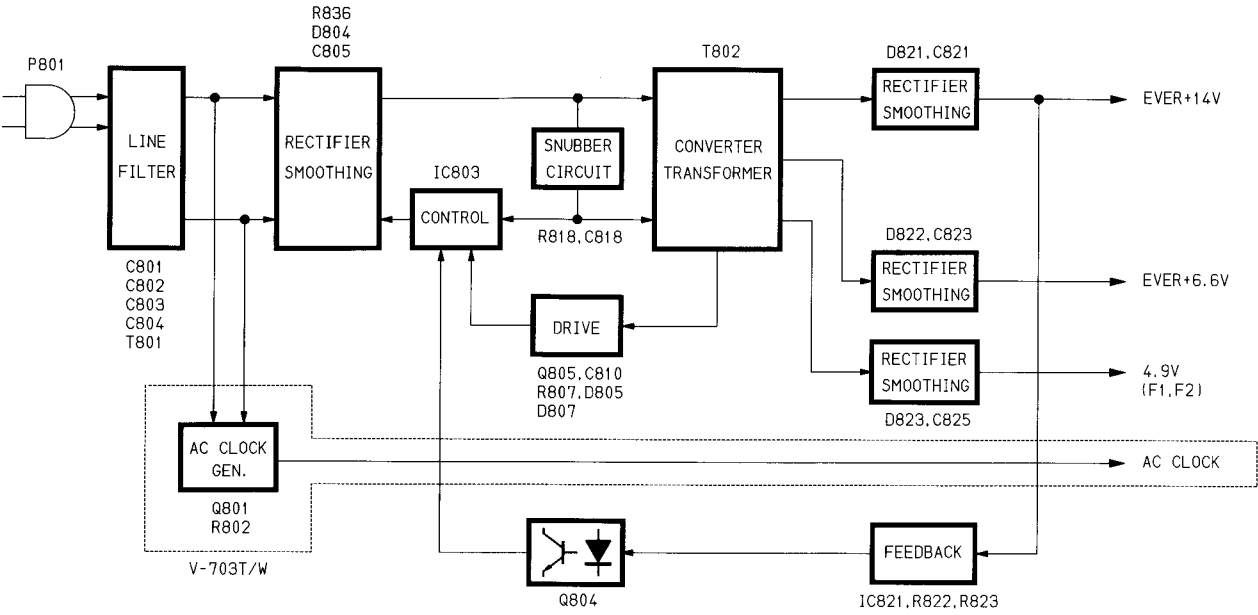 R836
D804
C805
P801
T802
D821,C821
LINE
FILTER
RECTIFIER
SMOOTHING
SNUBBER
CIRCUIT
IC803
CONTROL
R818,C818
CONVERTER
TRANSFORMER
RECTIFIER
SMOOTHING
EVER+14V
C801
C802
C803
C804
T801
DRIVE
Q805,C810
R807,D805
D807
D822,C823
RECTIFIER
SMOOTHING
EVER+6.6V
RECTIFIER
SMOOTHING
4.9V
(F1,F2)
D823,C825
AC CLOCK
GEN.
AC CLOCK
Q801
R802
V-703T/W
Q804
FEEDBACK
IC821,R822,R823